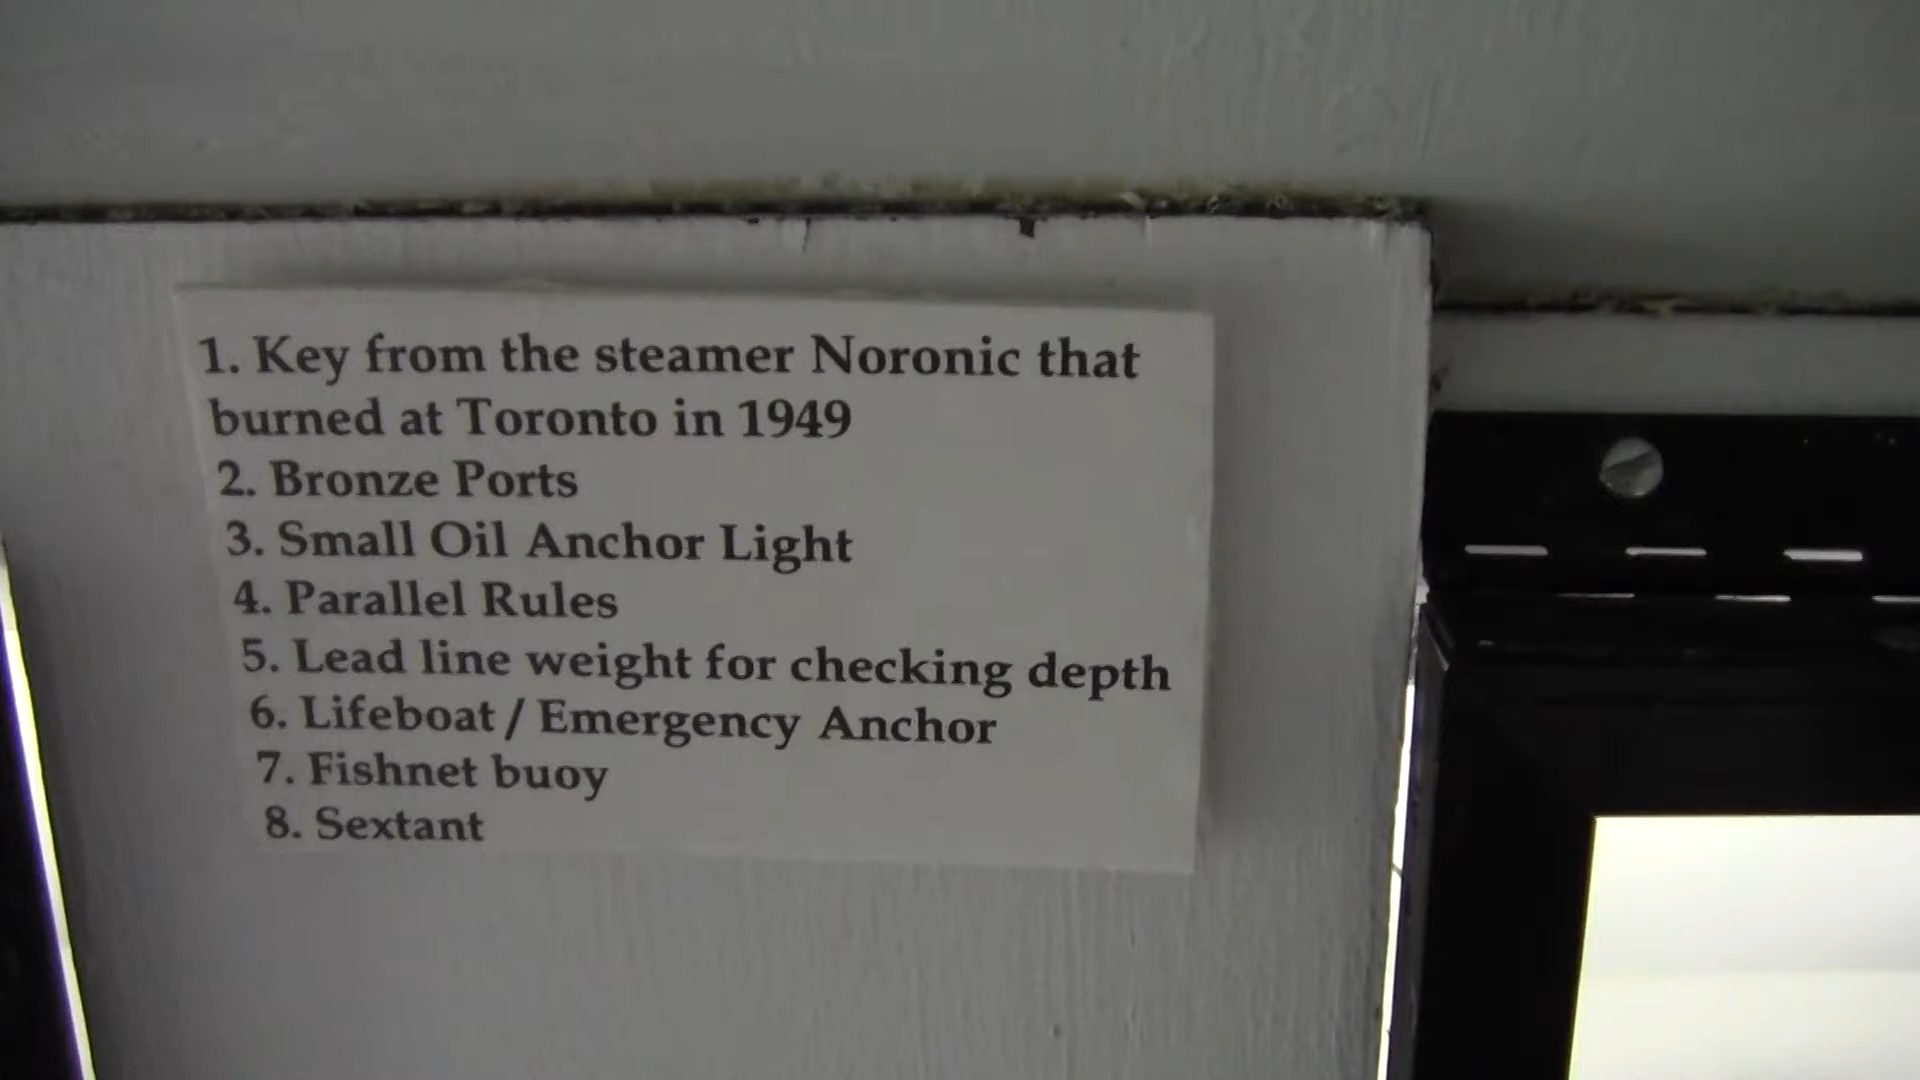 1. Key from the steamer Noronic that
burned at Toronto in 1949
2. Bronze Ports
3. Small Oil Anchor Light
4. Parallel Rules
5. Lead line weight for checking depth
6. Lifeboat / Emergency Anchor
7. Fishnet buoy
8. Sextant